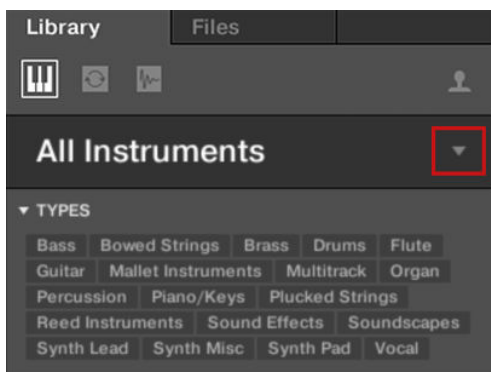 Library Files
All Instruments
TYPES
Bass Bowed Strings Brass Drums Flute
Guitar Mallet Instruments Multitrack Organ
Percussion Piano/Keys Plucked Strings
Reed Instruments Sound Effects Soundscapes
Synth Lead Synth Misc Synth Pad Vocal